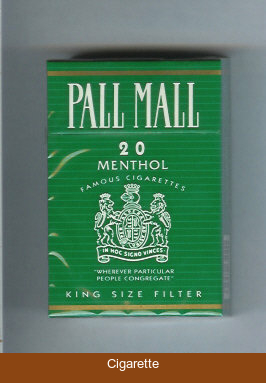 PALL MALL
20
MENTHOL
FAMOUS CIGARETTES
IN HOC SIGNO VINCES
"WHEREVER PARTICULAR
PEOPLE CONGREGATE"
KING SIZE FILTER
Cigarette